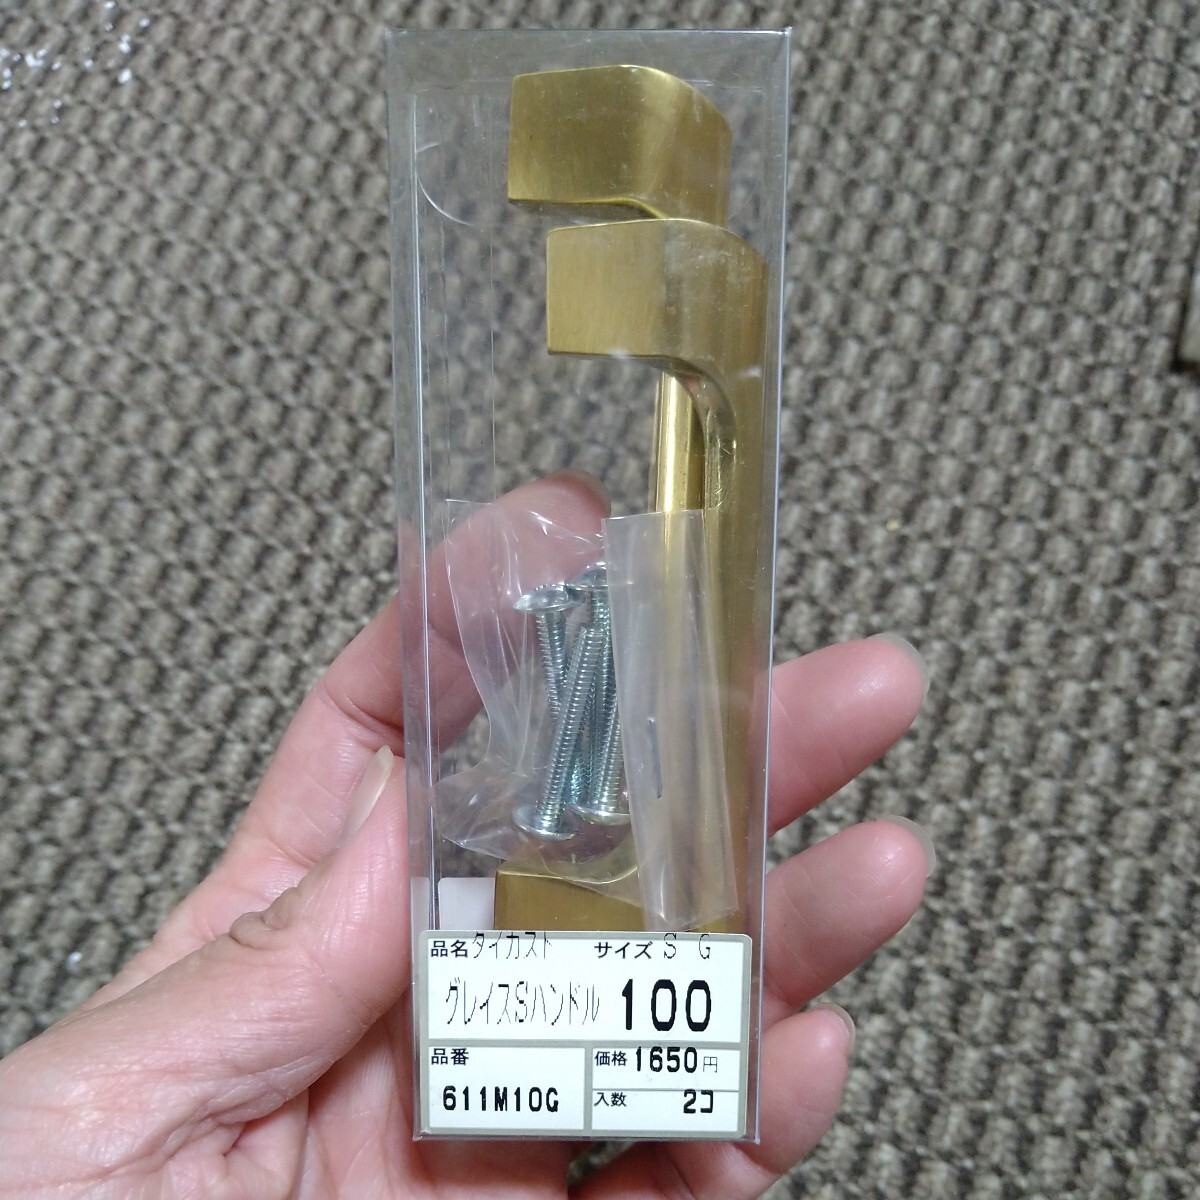 品名 ダイカスト サイズ S G
グレイスSハンドル 100
品番 価格 1650円
611M10G 入数 2コ